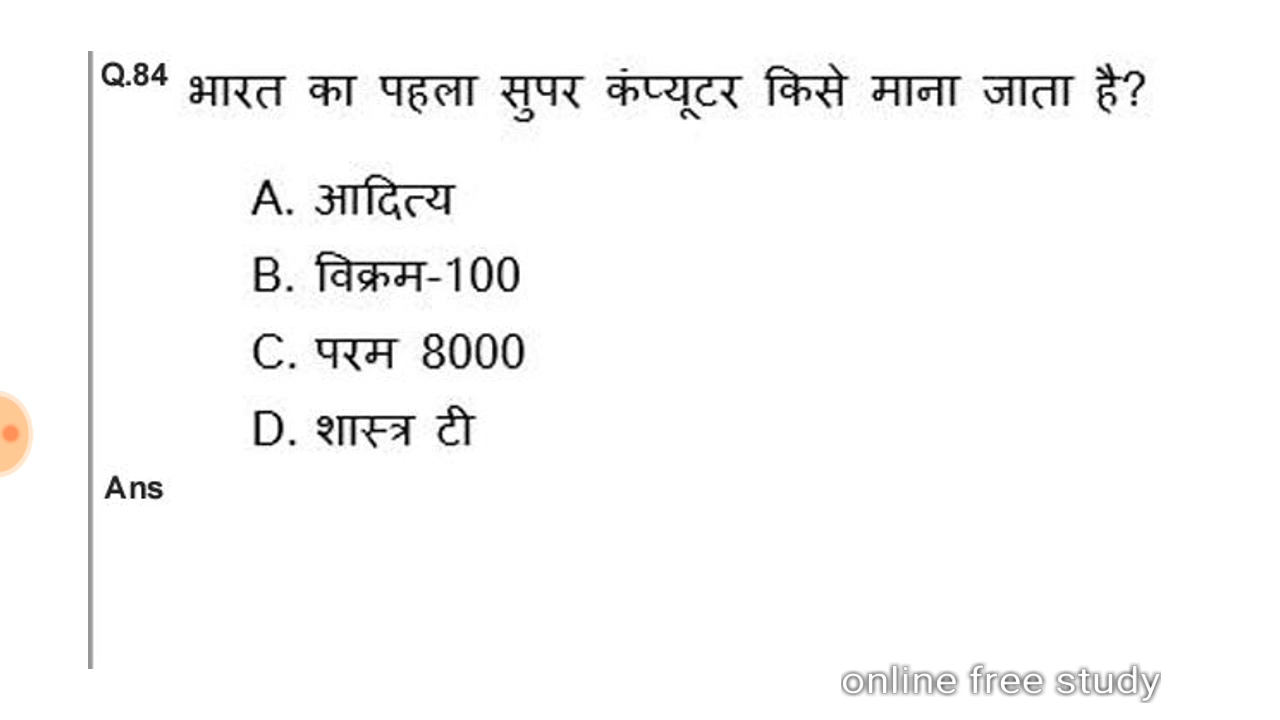 Q.84 भारत का पहला सुपर कंप्यूटर किसे माना जाता है?
A. आदित्य
B. विक्रम-100
C. परम 8000
D. शास्त्र टी
Ans
online free study